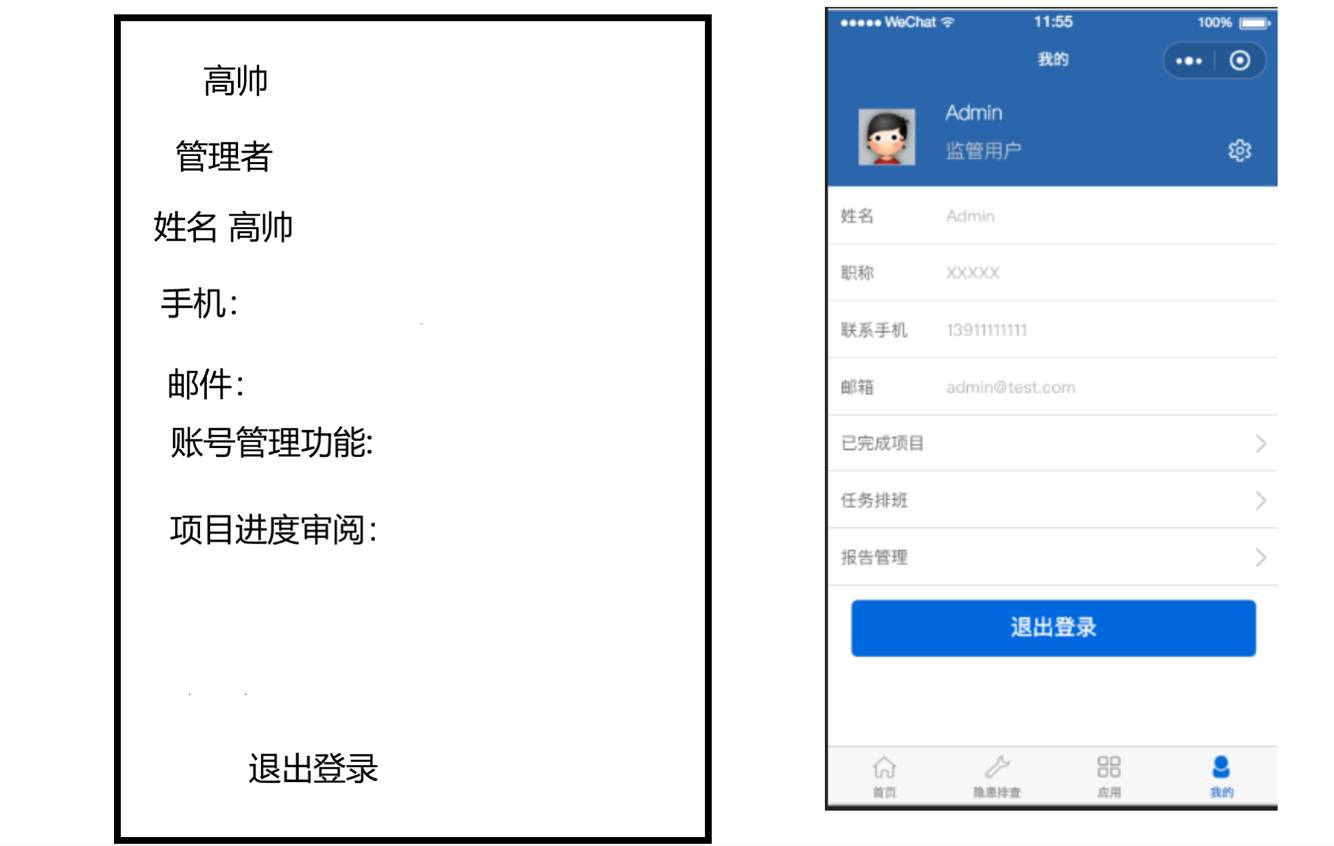 高帅
管理者
姓名 高帅
手机：
邮件：
账号管理功能:
项目进度审阅：
退出登录
WeChat 11:55 100%
我的
Admin
监管用户
姓名 Admin
职称 XXXXX
联系手机 13911111111
邮箱 admin@test.com
已完成项目
任务排班
报告管理
退出登录
首页 隐患排查 应用 我的